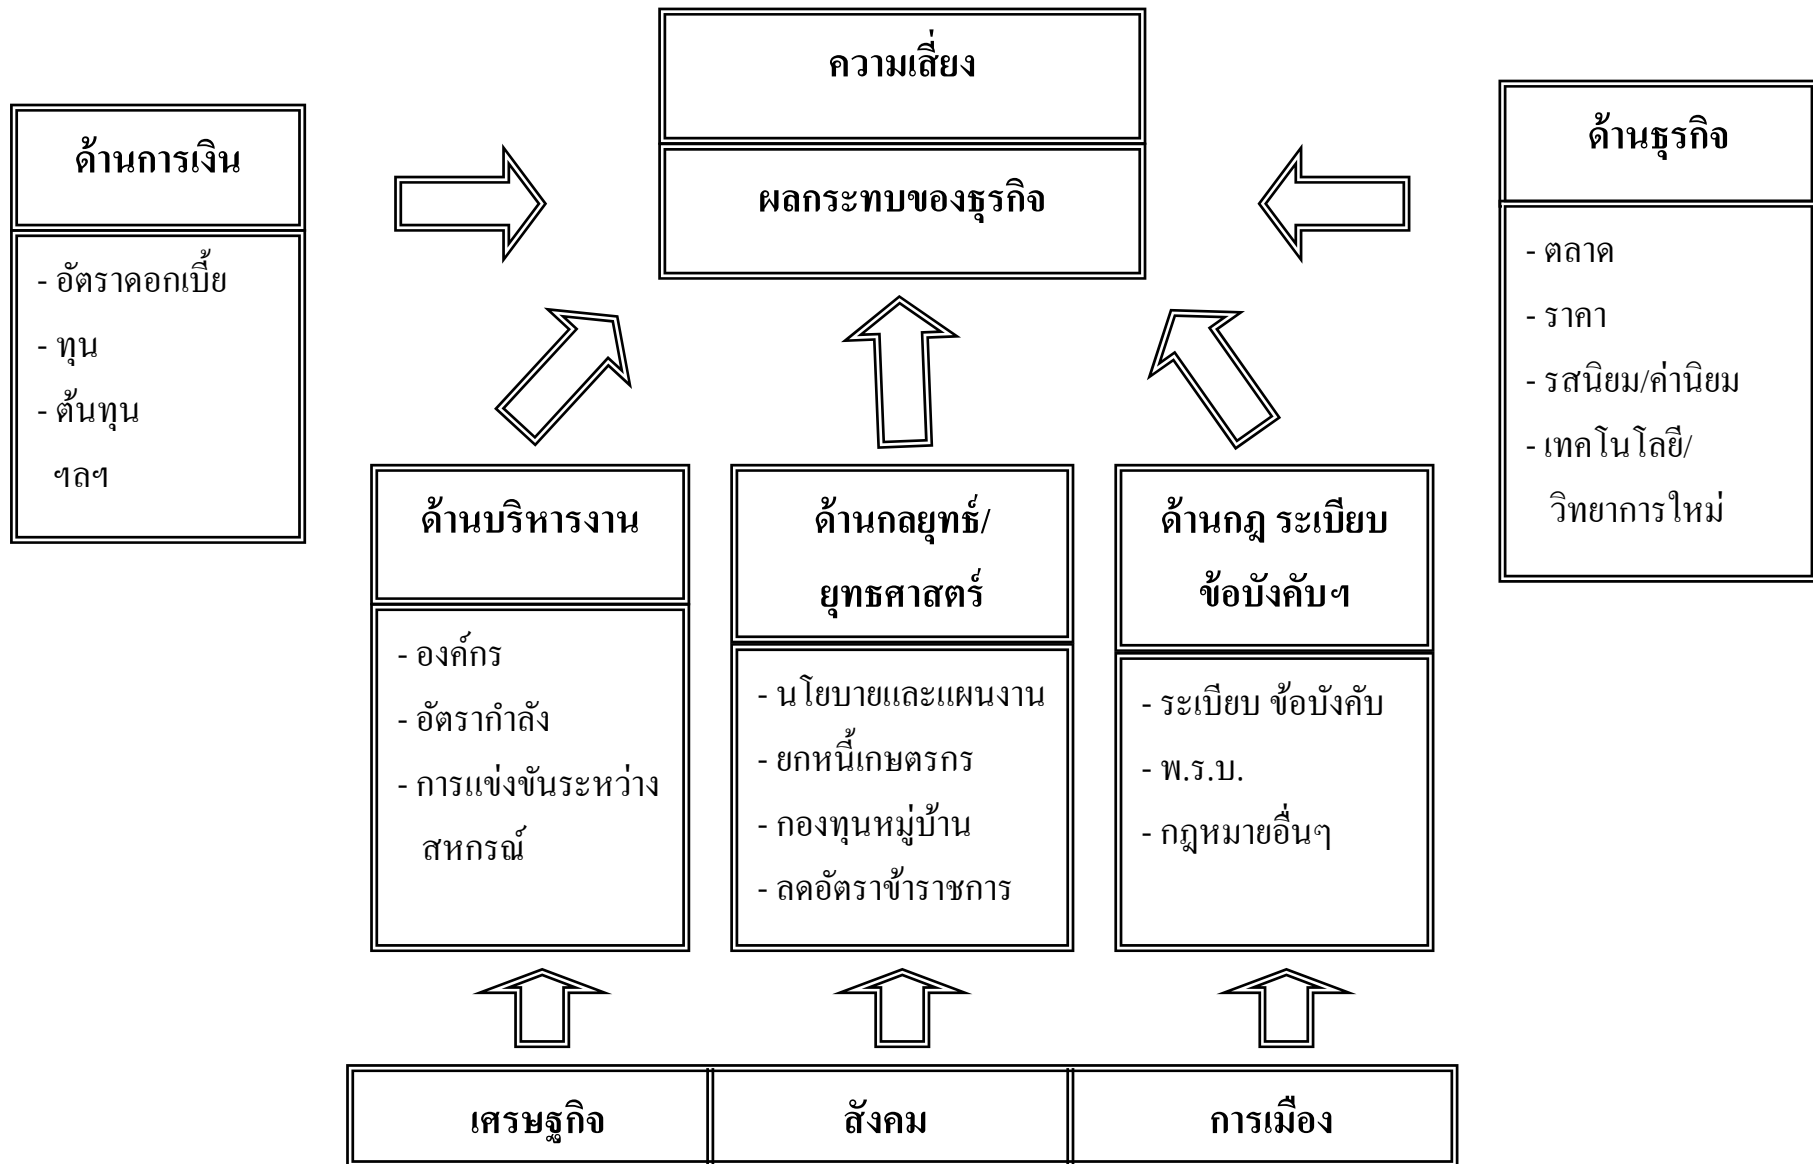 ความเสี่ยง
ผลกระทบของธุรกิจ
ด้านการเงิน
- อัตราดอกเบี้ย
- ทุน
- ต้นทุน
ฯลฯ
ด้านธุรกิจ
- ตลาด
- ราคา
- รสนิยม/ค่านิยม
- เทคโนโลยี/
วิทยาการใหม่
ด้านบริหารงาน
- องค์กร
- อัตรากำลัง
- การแข่งขันระหว่าง
สหกรณ์
ด้านกลยุทธ์/
ยุทธศาสตร์
- นโยบายและแผนงาน
- ยกหนี้เกษตรกร
- กองทุนหมู่บ้าน
- ลดอัตราข้าราชการ
ด้านกฎ ระเบียบ
ข้อบังคับฯ
- ระเบียบ ข้อบังคับ
- พ.ร.บ.
- กฎหมายอื่นๆ
เศรษฐกิจ
สังคม
การเมือง